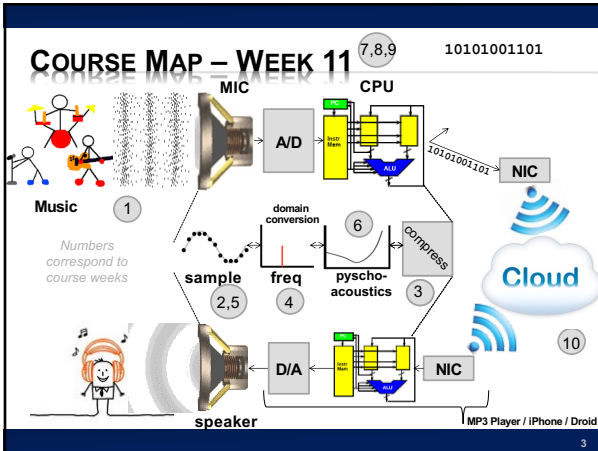 COURSE MAP – WEEK 11
7,8,9
10101001101
MIC
CPU
A/D
PC
Instr
Mem
ALU
10101001101
NIC
Music
1
Numbers
correspond to
course weeks
domain
conversion
6
compress
sample
freq
pyscho-
acoustics
2,5
4
3
Cloud
10
D/A
PC
Instr
Mem
ALU
NIC
speaker
MP3 Player / iPhone / Droid
3